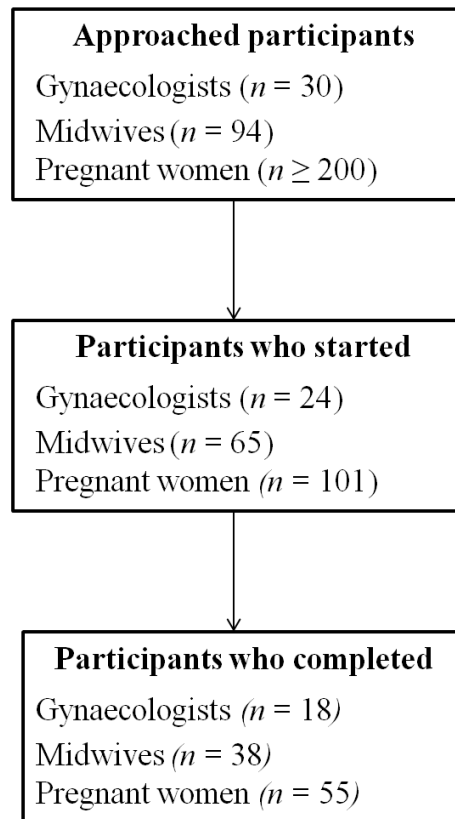 Approached participants
Gynaecologists (n = 30)
Midwives (n = 94)
Pregnant women (n ≥ 200)
Participants who started
Gynaecologists (n = 24)
Midwives (n = 65)
Pregnant women (n = 101)
Participants who completed
Gynaecologists (n = 18)
Midwives (n = 38)
Pregnant women (n = 55)